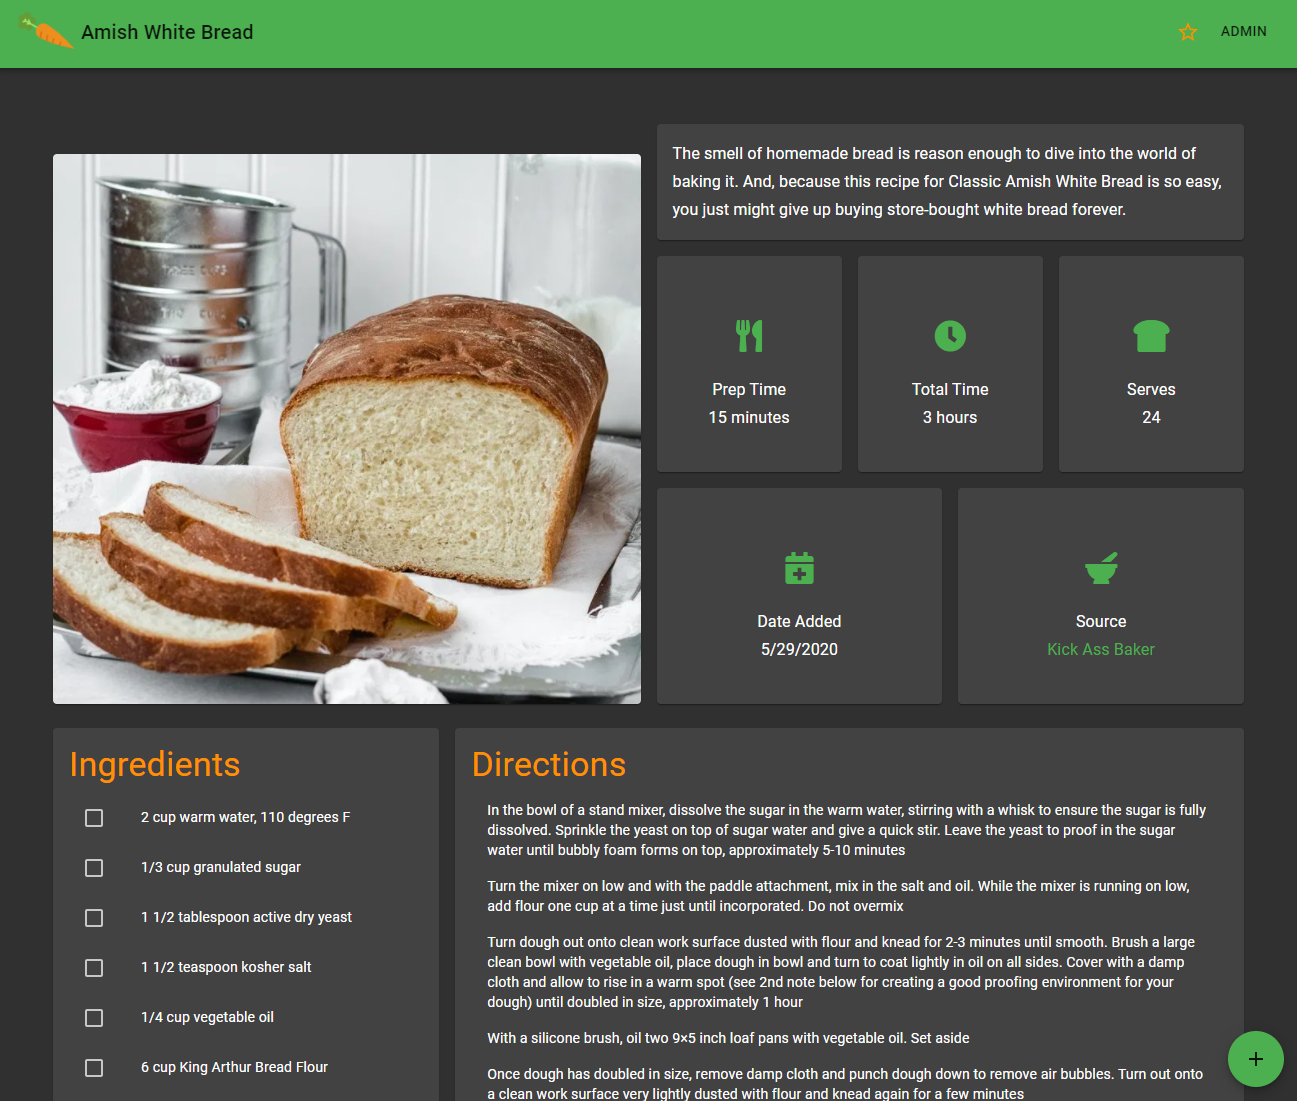 Amish White Bread
ADMIN
The smell of homemade bread is reason enough to dive into the world of
baking it. And, because this recipe for Classic Amish White Bread is so easy,
you just might give up buying store-bought white bread forever.
Prep Time
15 minutes
Total Time
3 hours
Serves
24
Date Added
5/29/2020
Source
Kick Ass Baker
Ingredients
2 cup warm water, 110 degrees F
1/3 cup granulated sugar
1 1/2 tablespoon active dry yeast
1 1/2 teaspoon kosher salt
1/4 cup vegetable oil
6 cup King Arthur Bread Flour
Directions
In the bowl of a stand mixer, dissolve the sugar in the warm water, stirring with a whisk to ensure the sugar is fully
dissolved. Sprinkle the yeast on top of sugar water and give a quick stir. Leave the yeast to proof in the sugar
water until bubbly foam forms on top, approximately 5-10 minutes
Turn the mixer on low and with the paddle attachment, mix in the salt and oil. While the mixer is running on low,
add flour one cup at a time just until incorporated. Do not overmix
Turn dough out onto clean work surface dusted with flour and knead for 2-3 minutes until smooth. Brush a large
clean bowl with vegetable oil, place dough in bowl and turn to coat lightly in oil on all sides. Cover with a damp
cloth and allow to rise in a warm spot (see 2nd note below for creating a good proofing environment for your
dough) until doubled in size, approximately 1 hour
With a silicone brush, oil two 9×5 inch loaf pans with vegetable oil. Set aside
Once dough has doubled in size, remove damp cloth and punch dough down to remove air bubbles. Turn out onto
a clean work surface very lightly dusted with flour and knead again for a few minutes